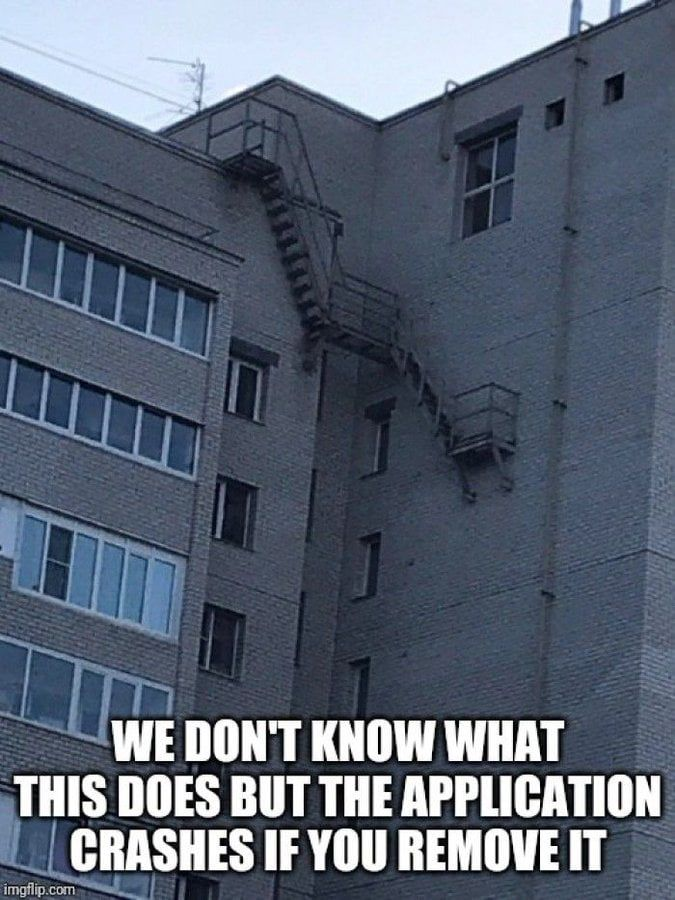 WE DON'T KNOW WHAT
THIS DOES BUT THE APPLICATION
CRASHES IF YOU REMOVE IT
imgflip.com